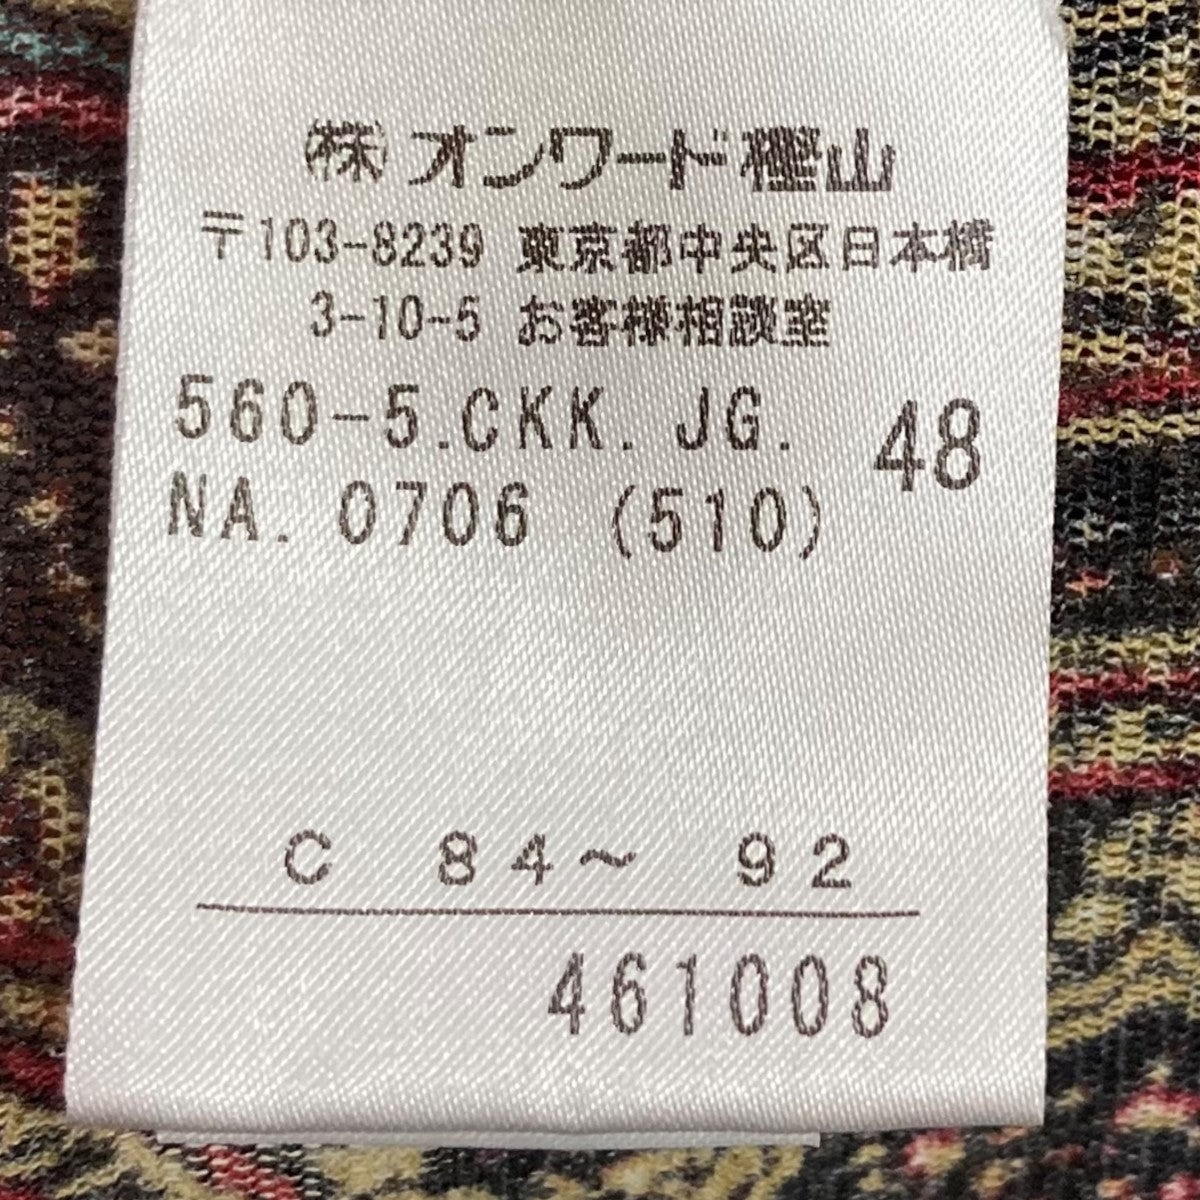 ㈱オンワード樫山
〒103-8239 東京都中央区日本橋
3-10-5 お客様相談室
560-5.CKK.JG. 48
NA. 0706 (510)
C 84～ 92
461008